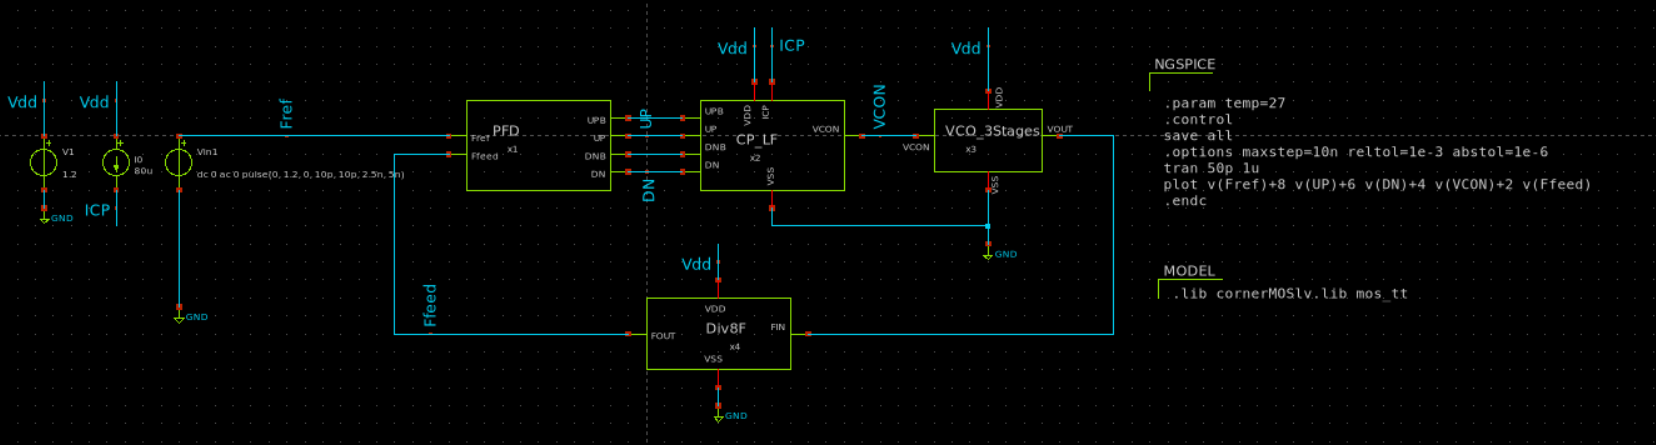 Vdd
Vdd
V1
1.2
GND
I0
80u
ICP
Vin1
dc 0 ac 0 pulse(0, 1.2, 0, 10p, 10p, 2.5n, 5n)
GND
Fref
Ffeed
PFD
x1
Fref
Ffeed
UPB
UP
DNB
DN
UP
DN
Vdd
ICP
VDD
ICP
UPB
UP
DNB
DN
CP_LF
x2
VCON
VSS
VCON
Vdd
VDD
VCO_3Stages
x3
VCON
VOUT
VSS
GND
Vdd
VDD
Div8F
x4
FOUT
FIN
VSS
GND
NGSPICE
.param temp=27
.control
save all
.options maxstep=10n reltol=1e-3 abstol=1e-6
tran 50p 1u
plot v(Fref)+8 v(UP)+6 v(DN)+4 v(VCON)+2 v(Ffeed)
.endc
MODEL
.lib cornerMOSlv.lib mos_tt